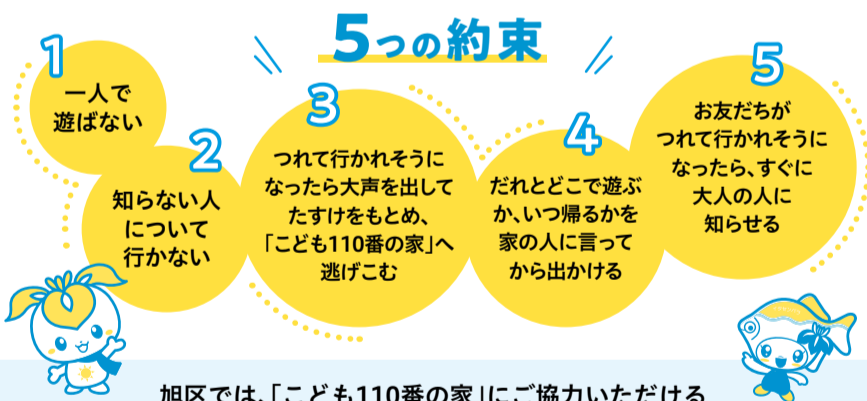 5つの約束
1
一人で
遊ばない
2
知らない人
について
行かない
3
つれて行かれそうに
なったら大声を出して
たすけをもとめ、
「こども110番の家」へ
逃げこむ
4
だれとどこで遊ぶ
か、いつ帰るかを
家の人に言って
から出かける
5
お友だちが
つれて行かれそうに
なったら、すぐに
大人の人に
知らせる
旭区では、「こども110番の家」にご協力いただける